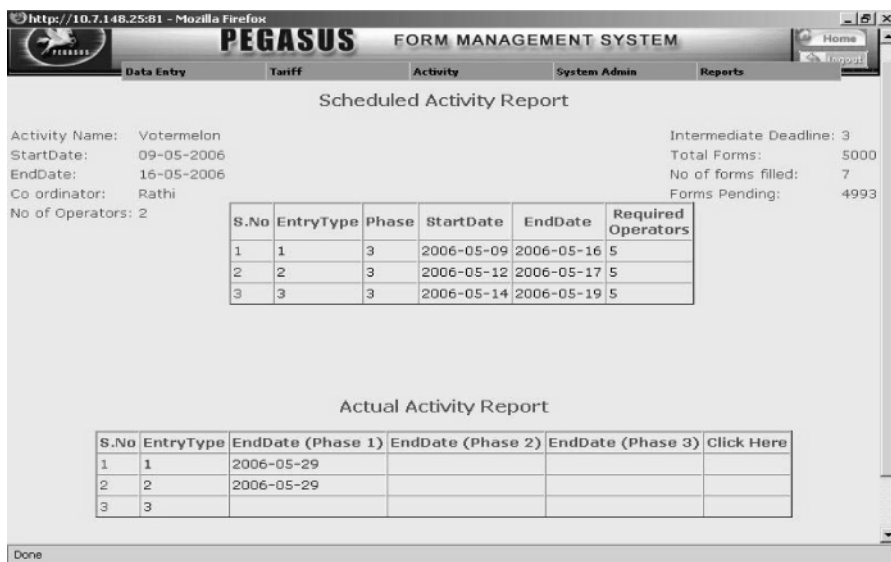 http://10.7.148.25:81 - Mozilla Firefox
PEGASUS
PEGASUS FORM MANAGEMENT SYSTEM
Home
Logout
Data Entry Tariff Activity System Admin Reports
Scheduled Activity Report
Activity Name: Votermelon
StartDate: 09-05-2006
EndDate: 16-05-2006
Co ordinator: Rathi
No of Operators: 2
Intermediate Deadline: 3
Total Forms: 5000
No of forms filled: 7
Forms Pending: 4993
S.No EntryType Phase StartDate EndDate Required Operators
1 1 3 2006-05-09 2006-05-16 5
2 2 3 2006-05-12 2006-05-17 5
3 3 3 2006-05-14 2006-05-19 5
Actual Activity Report
S.No EntryType EndDate (Phase 1) EndDate (Phase 2) EndDate (Phase 3) Click Here
1 1 2006-05-29
2 2 2006-05-29
3 3
Done